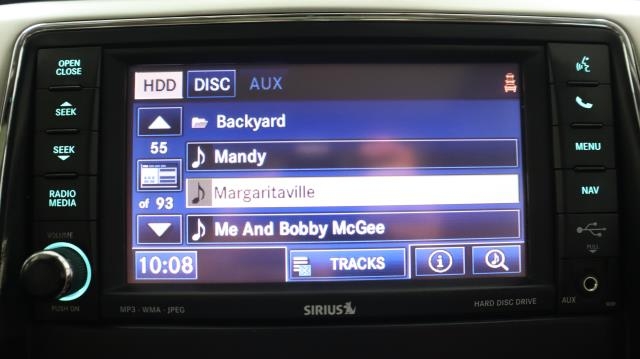 OPEN
CLOSE
SEEK
SEEK
RADIO
MEDIA
VOLUME
PUSH ON
HDD
DISC
AUX
55
of 93
Backyard
Mandy
Margaritaville
Me And Bobby McGee
10:08
TRACKS
MP3 - WMA - JPEG
SIRIUS
HARD DISC DRIVE
MENU
NAV
PULL
AUX